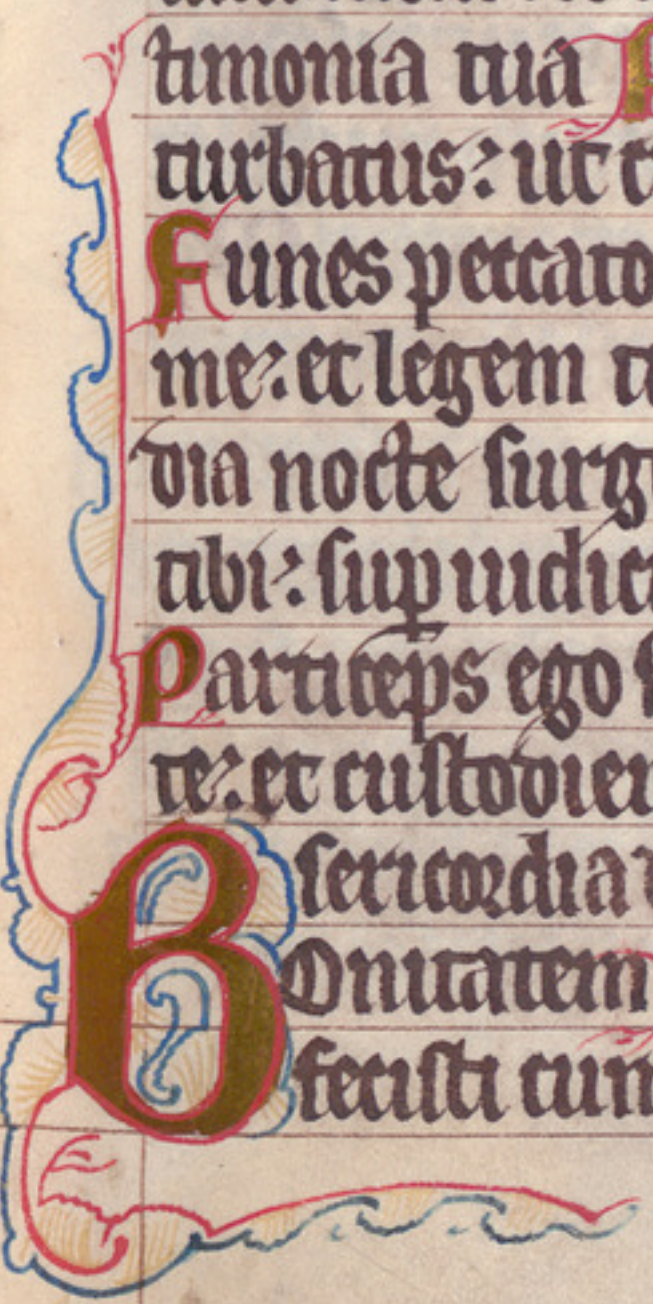 timonia tua P
turbatus: ut
Funes peccato
me: et legem
dia nocte surg
tibi: sup iudici
Particeps ego s
te: et custodien
sericordia
Bonitatem
fecisti cum